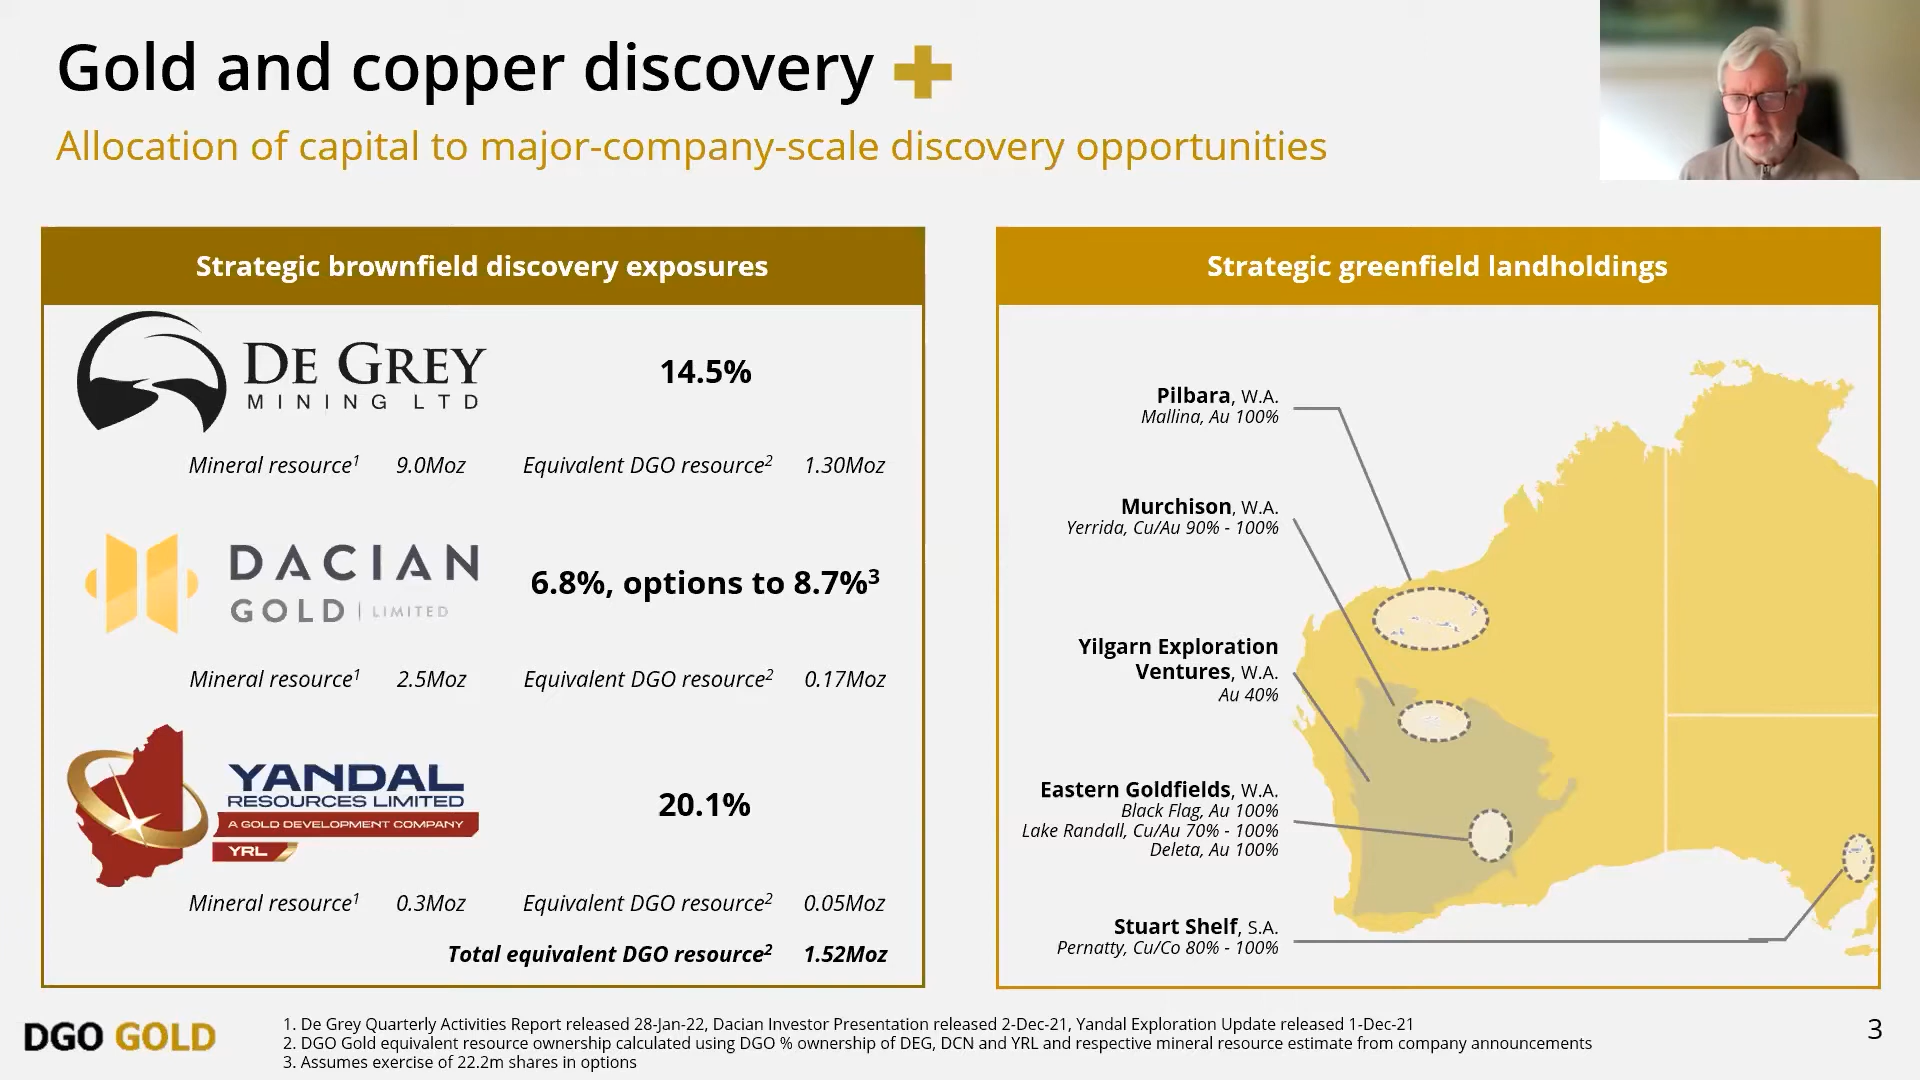 Gold and copper discovery
Allocation of capital to major-company-scale discovery opportunities
Strategic brownfield discovery exposures
DE GREY
MINING LTD
14.5%
Mineral resource¹ 9.0Moz Equivalent DGO resource² 1.30Moz
DACIAN
GOLD | LIMITED
6.8%, options to 8.7%³
Mineral resource¹ 2.5Moz Equivalent DGO resource² 0.17Moz
YANDAL
RESOURCES LIMITED
A GOLD DEVELOPMENT COMPANY
YRL
20.1%
Mineral resource¹ 0.3Moz Equivalent DGO resource² 0.05Moz
Total equivalent DGO resource² 1.52Moz
Strategic greenfield landholdings
Pilbara, W.A.
Mallina, Au 100%
Murchison, W.A.
Yerrida, Cu/Au 90% - 100%
Yilgarn Exploration
Ventures, W.A.
Au 40%
Eastern Goldfields, W.A.
Black Flag, Au 100%
Lake Randall, Cu/Au 70% - 100%
Deleta, Au 100%
Stuart Shelf, S.A.
Pernatty, Cu/Co 80% - 100%
DGO GOLD
1. De Grey Quarterly Activities Report released 28-Jan-22, Dacian Investor Presentation released 2-Dec-21, Yandal Exploration Update released 1-Dec-21
2. DGO Gold equivalent resource ownership calculated using DGO % ownership of DEG, DCN and YRL and respective mineral resource estimate from company announcements
3. Assumes exercise of 22.2m shares in options
3